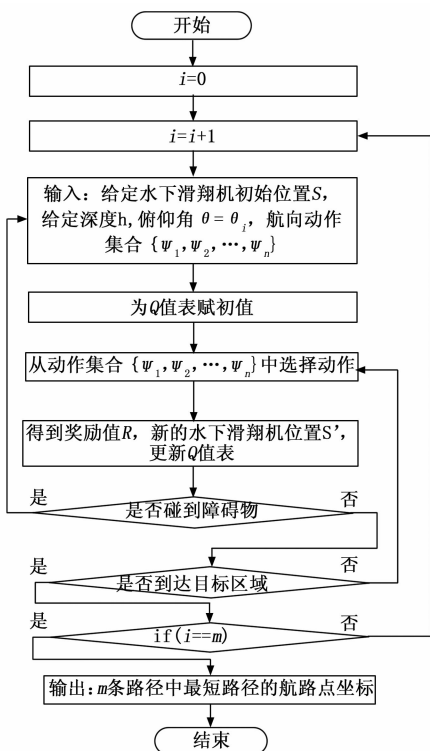 开始
i=0
i=i+1
输入：给定水下滑翔机初始位置S，
给定深度h,俯仰角θ=θi，航向动作
集合{Ψ1,Ψ2,…,Ψn}
为Q值表赋初值
从动作集合{Ψ1,Ψ2,…,Ψn}中选择动作
得到奖励值R，新的水下滑翔机位置S’，
更新Q值表
是
是否碰到障碍物
否
是
是否到达目标区域
否
是
if(i==m)
否
输出:m条路径中最短路径的航路点坐标
结束